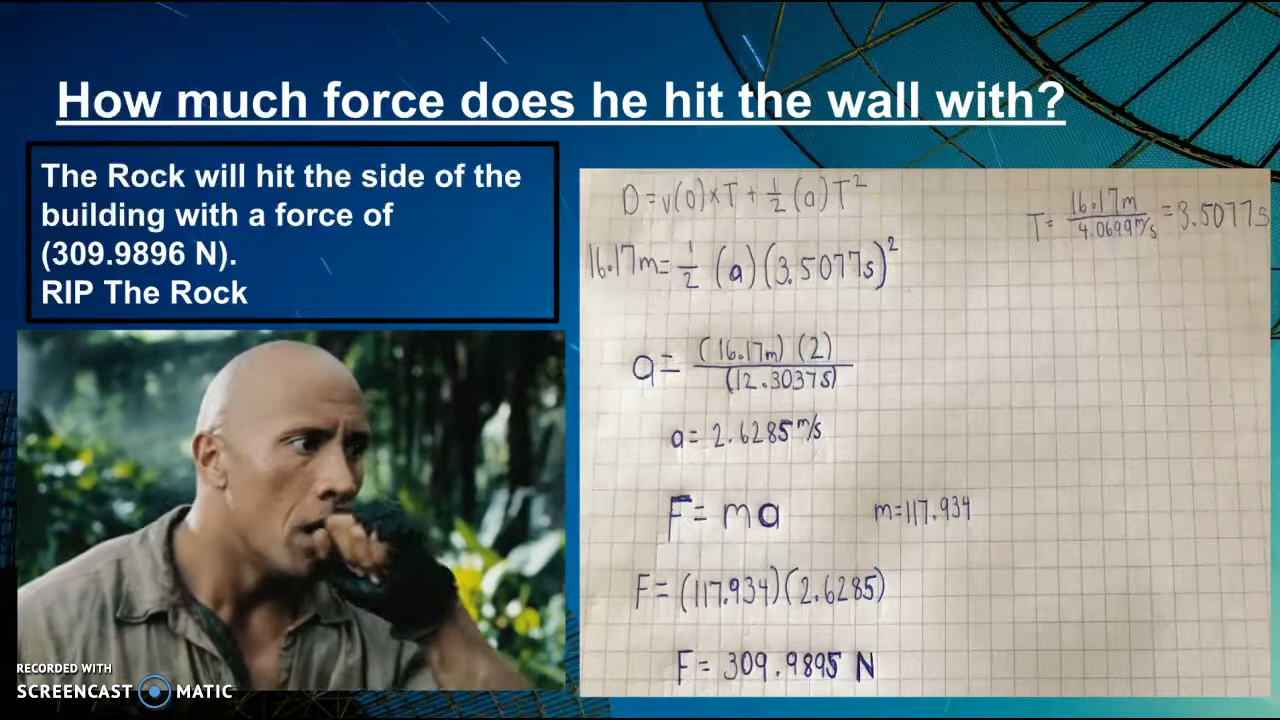 How much force does he hit the wall with?
The Rock will hit the side of the
building with a force of
(309.9896 N).
RIP The Rock
D=v(0)×T + 1/2 (a)T²
T= 16.17m / 4.0699m/s =3.5077s
16.17m= 1/2 (a)(3.5077s)²
a= (16.17m)(2) / (12.3037s)
a= 2.6285m/s
F= ma
m=117.934
F= (117.934)(2.6285)
F= 309.9895 N
RECORDED WITH
SCREENCAST MATIC